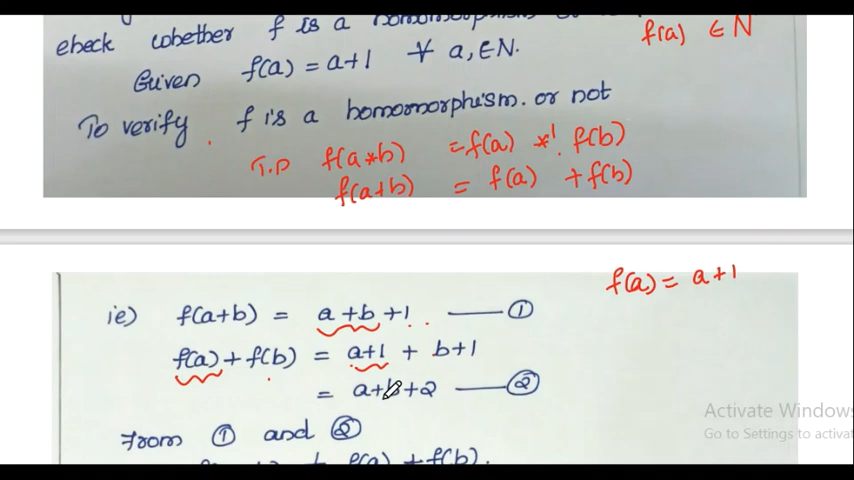 check whether f is a homomorphism
f(a) ∈ N
Given f(a) = a+1 ∀ a, ∈ N.
To verify f is a homomorphism. or not
T.P f(a*b) = f(a) *' f(b)
f(a+b) = f(a) + f(b)
f(a) = a+1
ie) f(a+b) = a+b+1 —— ①
f(a) + f(b) = a+1 + b+1
= a+b+2 —— ②
From ① and ②
f(a) + f(b).
Activate Windows
Go to Settings to activat